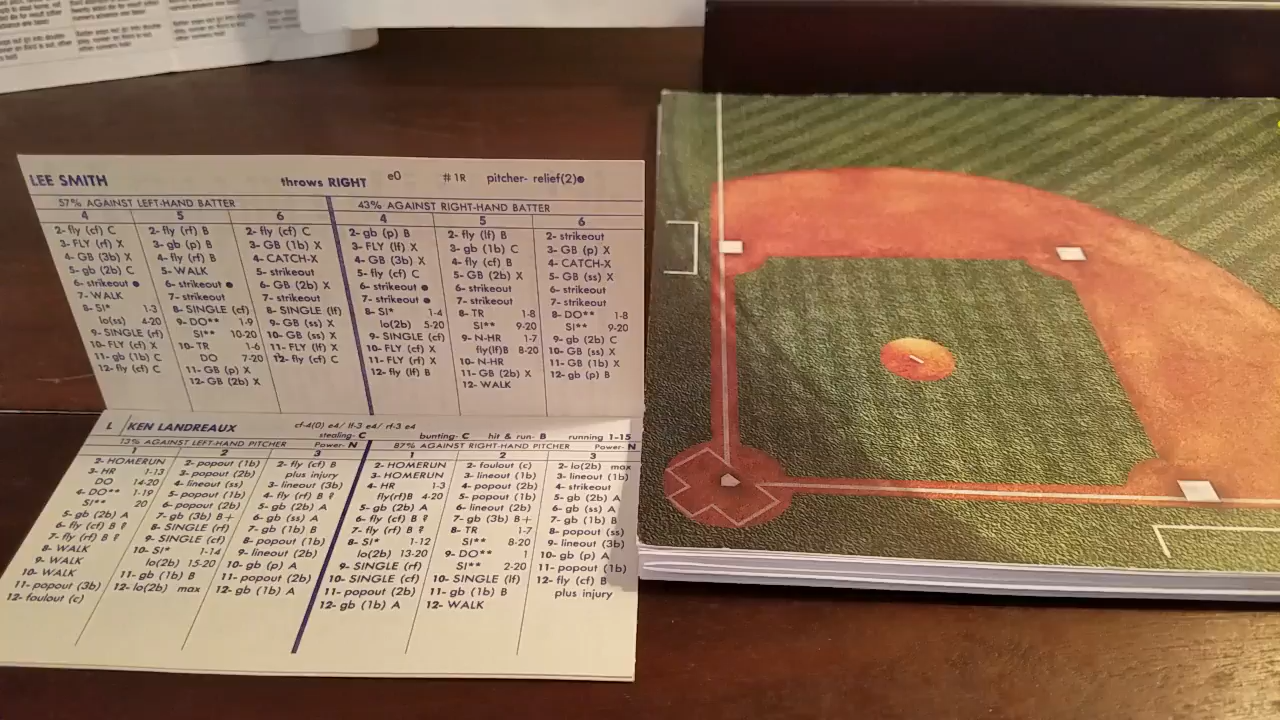 LEE SMITH throws RIGHT e0 #1R pitcher- relief(2)●
57% AGAINST LEFT-HAND BATTER 43% AGAINST RIGHT-HAND BATTER
4 5 6 4 5 6
2- fly (cf) C 2- fly (rf) B 2- fly (cf) C 2- gb (p) B 2- fly (lf) B 2- strikeout
3- FLY (rf) X 3- gb (p) B 3- GB (1b) X 3- FLY (lf) X 3- gb (1b) C 3- GB (p) X
4- GB (3b) X 4- fly (rf) B 4- CATCH-X 4- GB (3b) X 4- fly (cf) B 4- CATCH-X
5- gb (2b) C 5- WALK 5- strikeout 5- fly (cf) C 5- GB (2b) X 5- GB (ss) X
6- strikeout ● 6- strikeout ● 6- GB (2b) X 6- strikeout ● 6- strikeout 6- strikeout
7- WALK 7- strikeout 7- strikeout 7- strikeout ● 7- strikeout 7- strikeout
8- SI* 1-3 8- SINGLE (cf) 8- SINGLE (lf) 8- SI* 1-4 8- TR 1-8 8- DO** 1-8
lo(ss) 4-20 9- DO** 1-9 9- GB (ss) X lo(2b) 5-20 SI** 9-20 SI** 9-20
9- SINGLE (rf) SI** 10-20 10- GB (ss) X 9- SINGLE (cf) 9- N-HR 1-7 9- gb (2b) C
10- FLY (cf) X 10- TR 1-6 11- FLY (lf) X 10- FLY (cf) X fly(lf)B 8-20 10- GB (ss) X
11- gb (1b) C DO 7-20 12- fly (cf) C 11- FLY (rf) X 10- N-HR 11- GB (1b) X
12- fly (cf) C 11- GB (p) X 12- fly (lf) B 11- GB (2b) X 12- gb (p) B
12- GB (2b) X 12- WALK
L KEN LANDREAUX cf-4(0) e4/ lf-3 e4/ rf-3 e4
stealing- C bunting- C hit & run- B running 1-15
13% AGAINST LEFT-HAND PITCHER Power- N 87% AGAINST RIGHT-HAND PITCHER Power- N
1 2 3 1 2 3
2- HOMERUN 2- popout (1b) 2- fly (cf) B 2- HOMERUN 2- foulout (c) 2- lo(2b) max
3- HR 1-13 3- popout (2b) plus injury 3- HOMERUN 3- lineout (1b) 3- lineout (1b)
DO 14-20 4- lineout (ss) 3- lineout (3b) 4- HR 1-3 4- popout (2b) 4- strikeout
4- DO** 1-19 5- popout (1b) 4- fly (rf) B ? fly(rf)B 4-20 5- popout (1b) 5- gb (2b) A
SI** 20 6- popout (2b) 5- gb (2b) A 5- gb (2b) A 6- lineout (2b) 6- gb (ss) A
5- gb (2b) A 7- gb (3b) B+ 6- gb (ss) A 6- fly (cf) B ? 7- gb (3b) B+ 7- gb (1b) B
6- fly (cf) B ? 8- SINGLE (rf) 7- gb (1b) B 7- fly (rf) B ? 8- TR 1-7 8- popout (ss)
7- fly (rf) B ? 9- SINGLE (cf) 8- popout (1b) 8- SI* 1-12 SI** 8-20 9- lineout (3b)
8- WALK 10- SI* 1-14 9- lineout (2b) lo(2b) 13-20 9- DO** 1 10- gb (p) A
9- WALK lo(2b) 15-20 10- gb (p) A 9- SINGLE (rf) SI** 2-20 11- popout (1b)
10- WALK 11- gb (1b) B 11- popout (2b) 10- SINGLE (cf) 10- SINGLE (lf) 12- fly (cf) B
11- popout (3b) 12- lo(2b) max 12- gb (1b) A 11- popout (2b) 11- gb (1b) B plus injury
12- foulout (c) 12- gb (1b) A 12- WALK